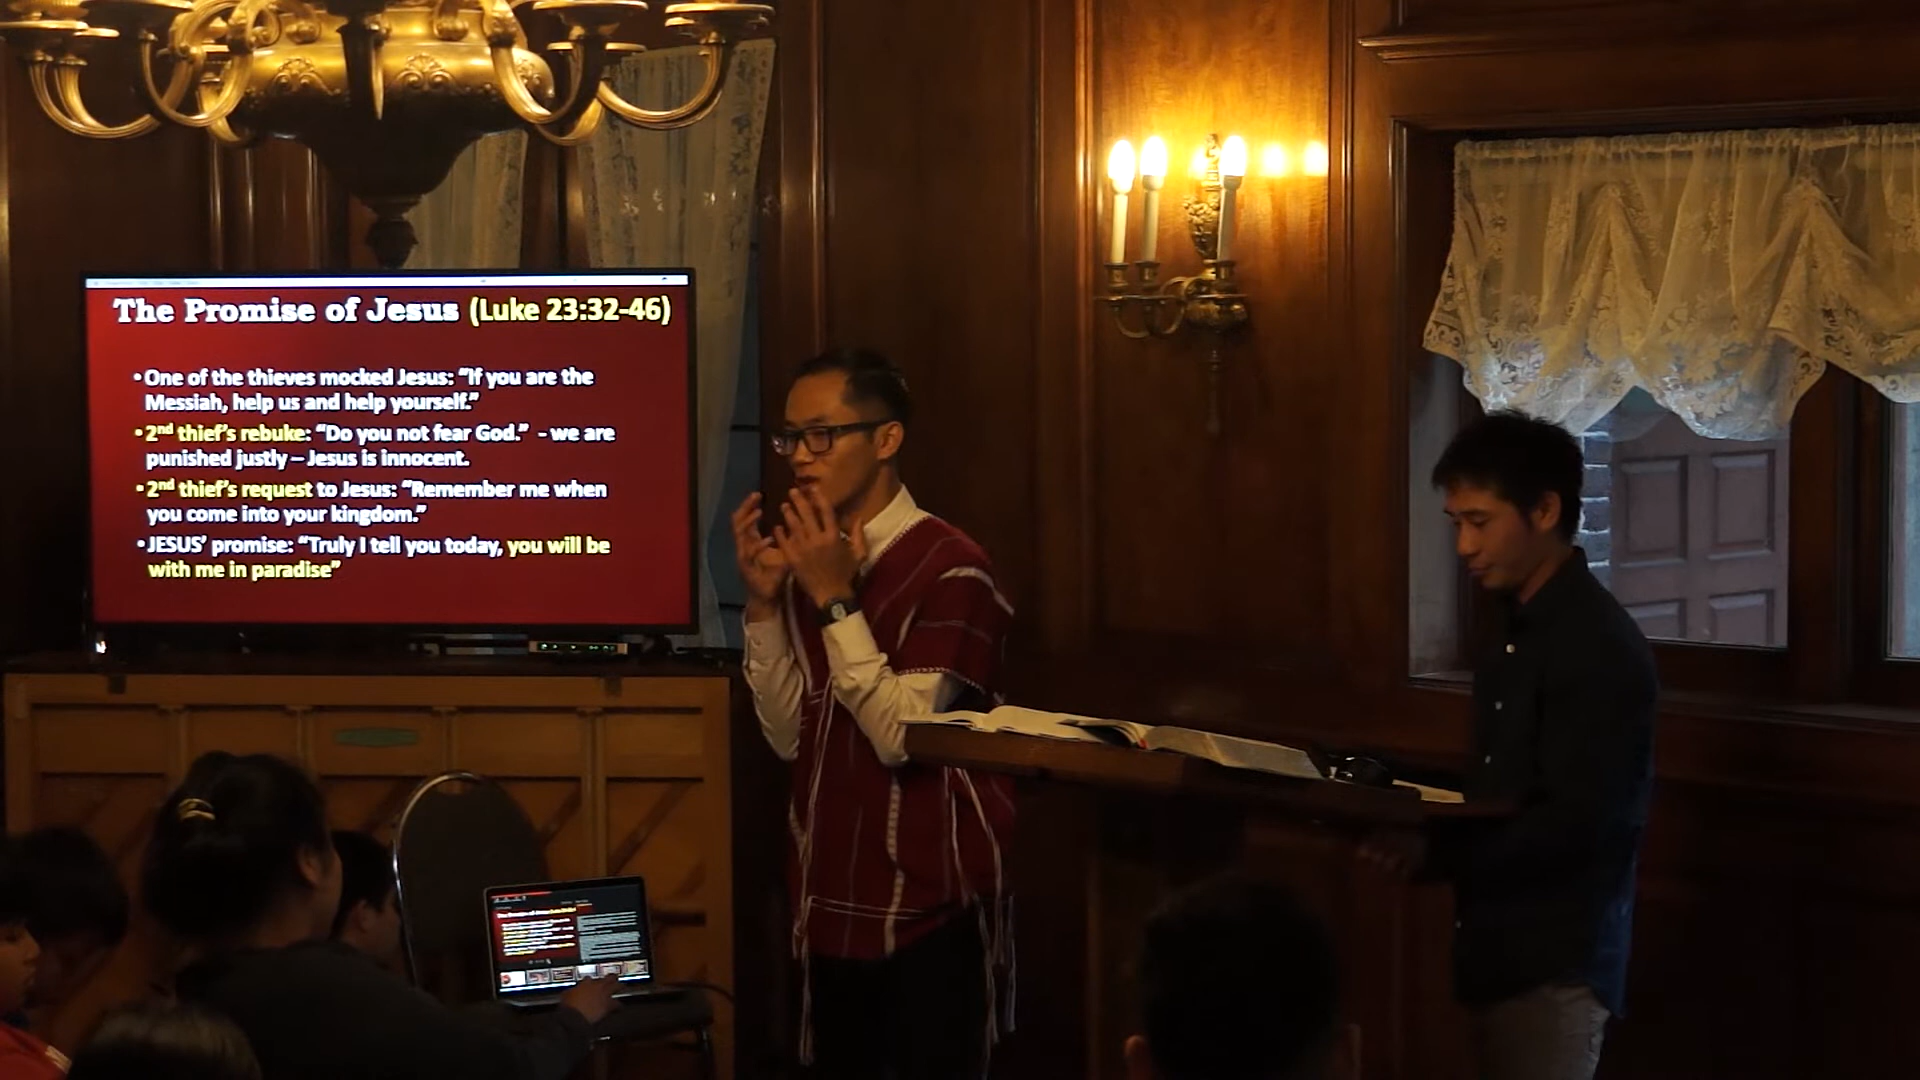 The Promise of Jesus (Luke 23:32-46)
•One of the thieves mocked Jesus: “If you are the
Messiah, help us and help yourself.”
•2nd thief’s rebuke: “Do you not fear God.” - we are
punished justly – Jesus is innocent.
•2nd thief’s request to Jesus: “Remember me when
you come into your kingdom.”
•JESUS’ promise: “Truly I tell you today, you will be
with me in paradise”